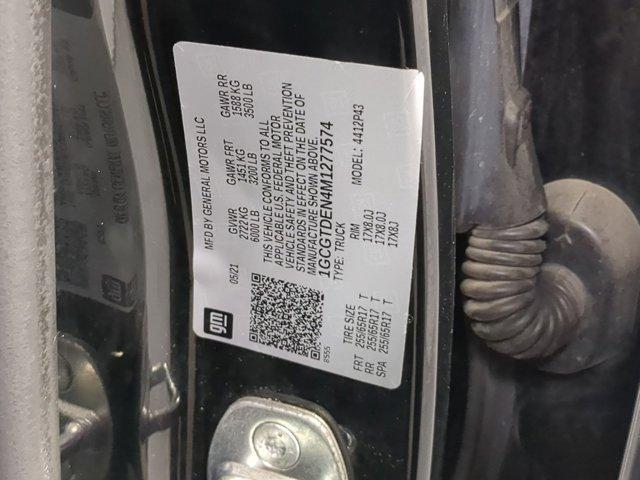 MFD BY GENERAL MOTORS LLC
05/21
GVWR
2722 KG
6000 LB
GAWR FRT
1451 KG
3200 LB
GAWR RR
1588 KG
3500 LB
THIS VEHICLE CONFORMS TO ALL
APPLICABLE U.S. FEDERAL MOTOR
VEHICLE SAFETY AND THEFT PREVENTION
STANDARDS IN EFFECT ON THE DATE OF
MANUFACTURE SHOWN ABOVE.
1GCGTDEN4M1277574
TYPE: TRUCK
MODEL: 4412P43
gm
8555
TIRE SIZE RIM
FRT 255/65R17 T 17X8.0J
RR 255/65R17 T 17X8.0J
SPA 255/65R17 T 17X8J